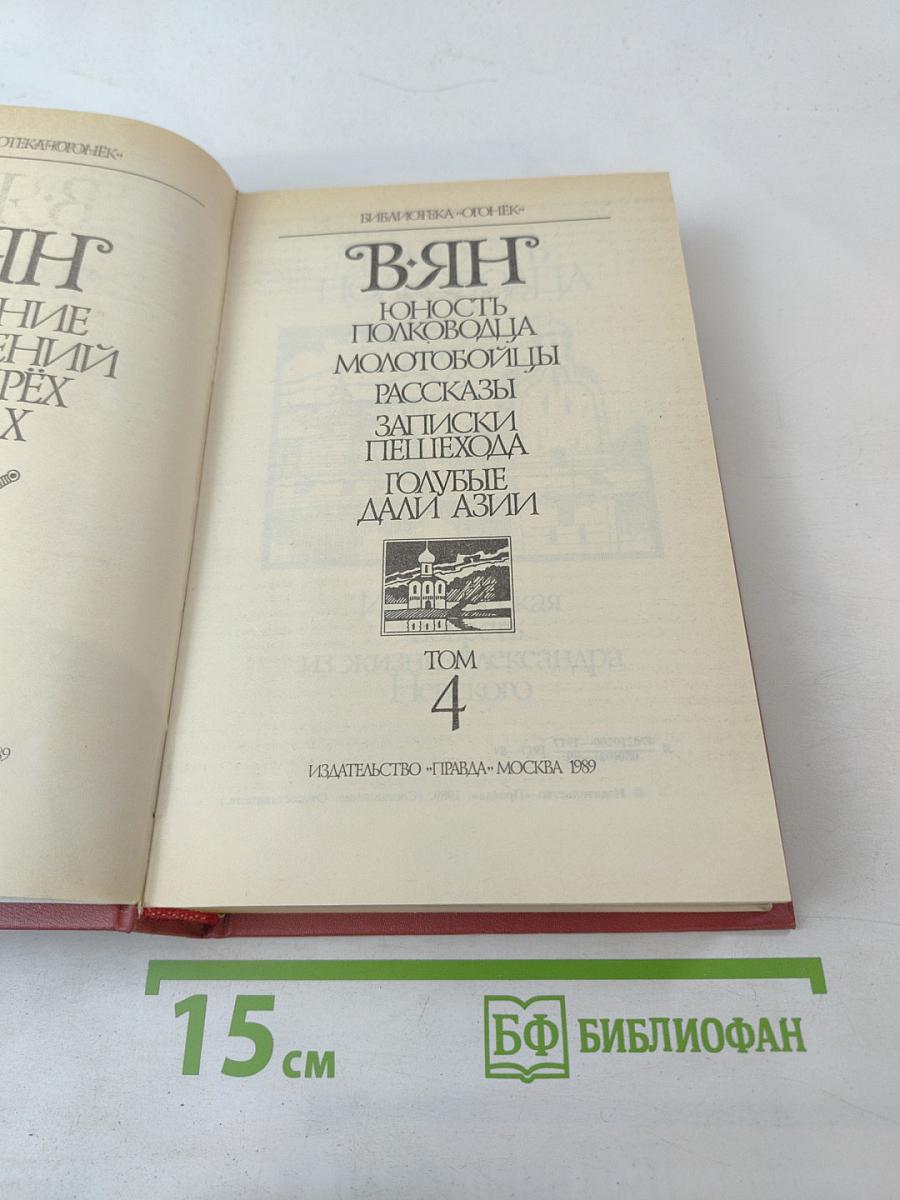 БИБЛИОТЕКА «ОГОНЁК»
В·ЯН
ЮНОСТЬ
ПОЛКОВОДЦА
МОЛОТОБОЙЦЫ
РАССКАЗЫ
ЗАПИСКИ
ПЕШЕХОДА
ГОЛУБЫЕ
ДАЛИ АЗИИ
ТОМ
4
ИЗДАТЕЛЬСТВО «ПРАВДА» МОСКВА 1989
15 см
БФ БИБЛИОФАН